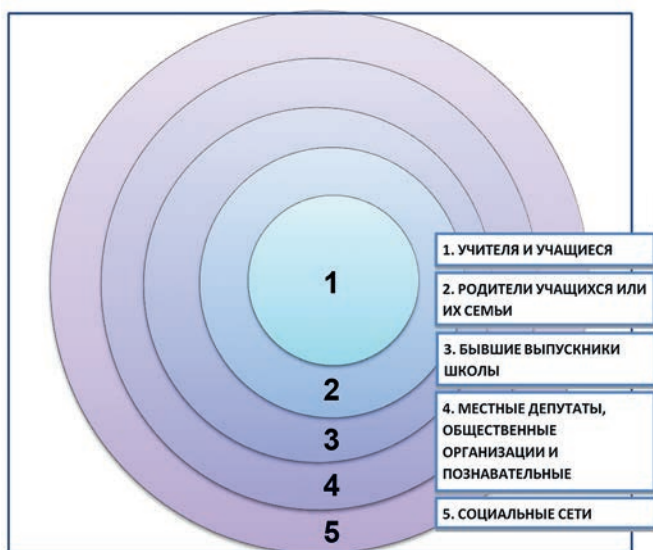 1
2
3
4
5
1. УЧИТЕЛЯ И УЧАЩИЕСЯ
2. РОДИТЕЛИ УЧАЩИХСЯ ИЛИ
ИХ СЕМЬИ
3. БЫВШИЕ ВЫПУСКНИКИ
ШКОЛЫ
4. МЕСТНЫЕ ДЕПУТАТЫ,
ОБЩЕСТВЕННЫЕ
ОРГАНИЗАЦИИ И
ПОЗНАВАТЕЛЬНЫЕ
5. СОЦИАЛЬНЫЕ СЕТИ